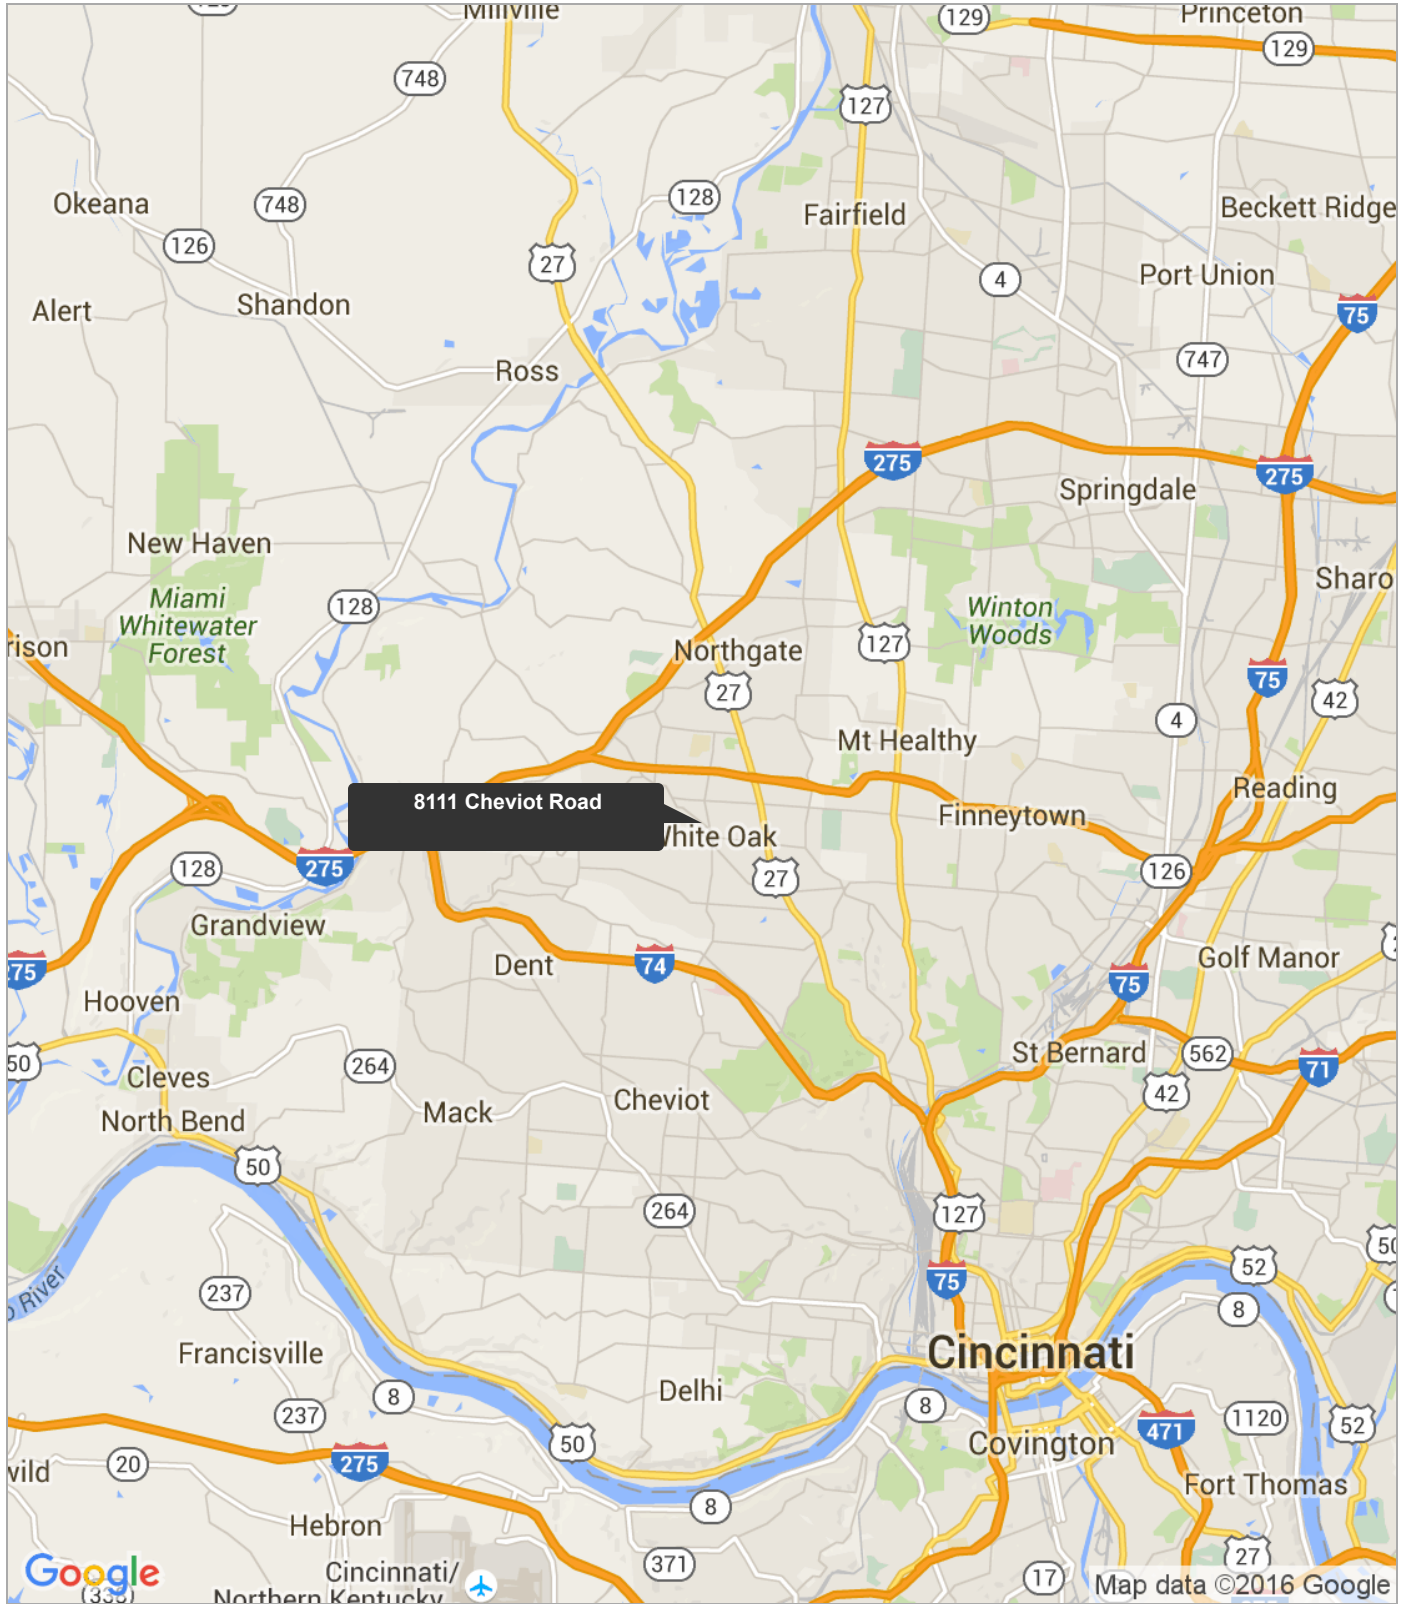 Millville
129
Princeton
129
748
127
Okeana
748
128
Fairfield
Beckett Ridge
126
27
4
Port Union
Alert
Shandon
75
Ross
747
275
275
Springdale
New Haven
Sharo
Miami
Whitewater
Forest
128
Winton
Woods
rison
Northgate
127
27
75
42
4
Mt Healthy
Reading
8111 Cheviot Road
Finneytown
White Oak
128
275
27
126
Grandview
Dent
74
75
Golf Manor
275
Hooven
50
264
St Bernard
562
71
Cleves
42
North Bend
Mack
Cheviot
50
264
127
50
52
75
237
8
o River
Cincinnati
Francisville
Delhi
8
8
237
1120
52
50
471
Covington
20
275
vild
Fort Thomas
8
Hebron
27
371
Google
Cincinnati/
Northern Kentucky
17
Map data ©2016 Google